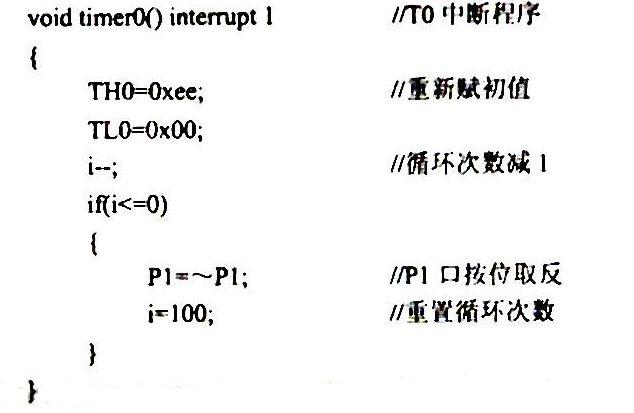 void timer0() interrupt 1 //T0 中断程序
{
TH0=0xee; //重新赋初值
TL0=0x00;
i--; //循环次数减 1
if(i<=0)
{
P1=~P1; //P1 口按位取反
i=100; //重置循环次数
}
}